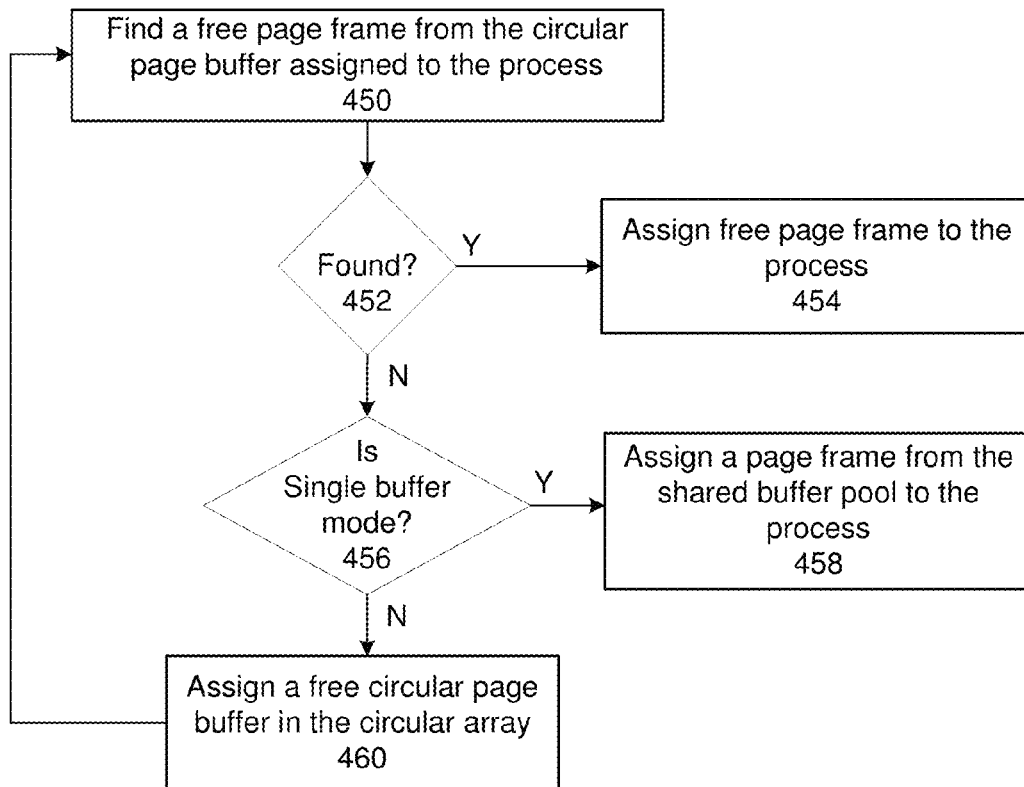 Find a free page frame from the circular
page buffer assigned to the process
450
Found?
452
Y
Assign free page frame to the
process
454
N
Is
Single buffer
mode?
456
Y
Assign a page frame from the
shared buffer pool to the
process
458
N
Assign a free circular page
buffer in the circular array
460